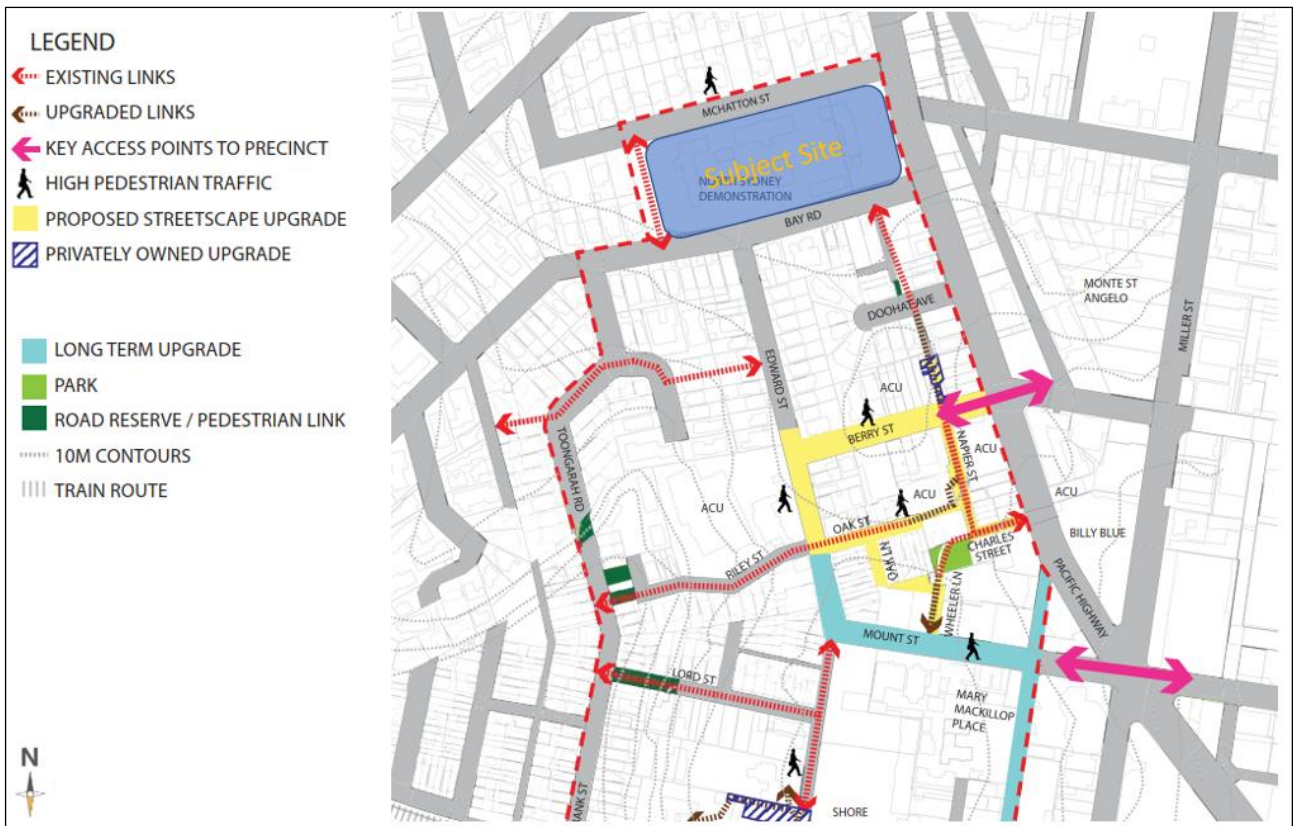 LEGEND
EXISTING LINKS
UPGRADED LINKS
KEY ACCESS POINTS TO PRECINCT
HIGH PEDESTRIAN TRAFFIC
PROPOSED STREETSCAPE UPGRADE
PRIVATELY OWNED UPGRADE
LONG TERM UPGRADE
PARK
ROAD RESERVE / PEDESTRIAN LINK
10M CONTOURS
TRAIN ROUTE
N
MCHATTON ST
Subject Site
SYDNEY
DEMONSTRATION
BAY RD
MONTE ST
ANGELO
MILLER ST
DOOHAT AVE
EDWARD ST
ACU
BERRY ST
NAPIER ST
ACU
TOONGARAH RD
ACU
ACU
ACU
OAK ST
RILEY ST
OAK LN
CHARLES
STREET
BILLY BLUE
WHEELER LN
PACIFIC HIGHWAY
MOUNT ST
LORD ST
MARY
MACKILLOP
PLACE
SHORE